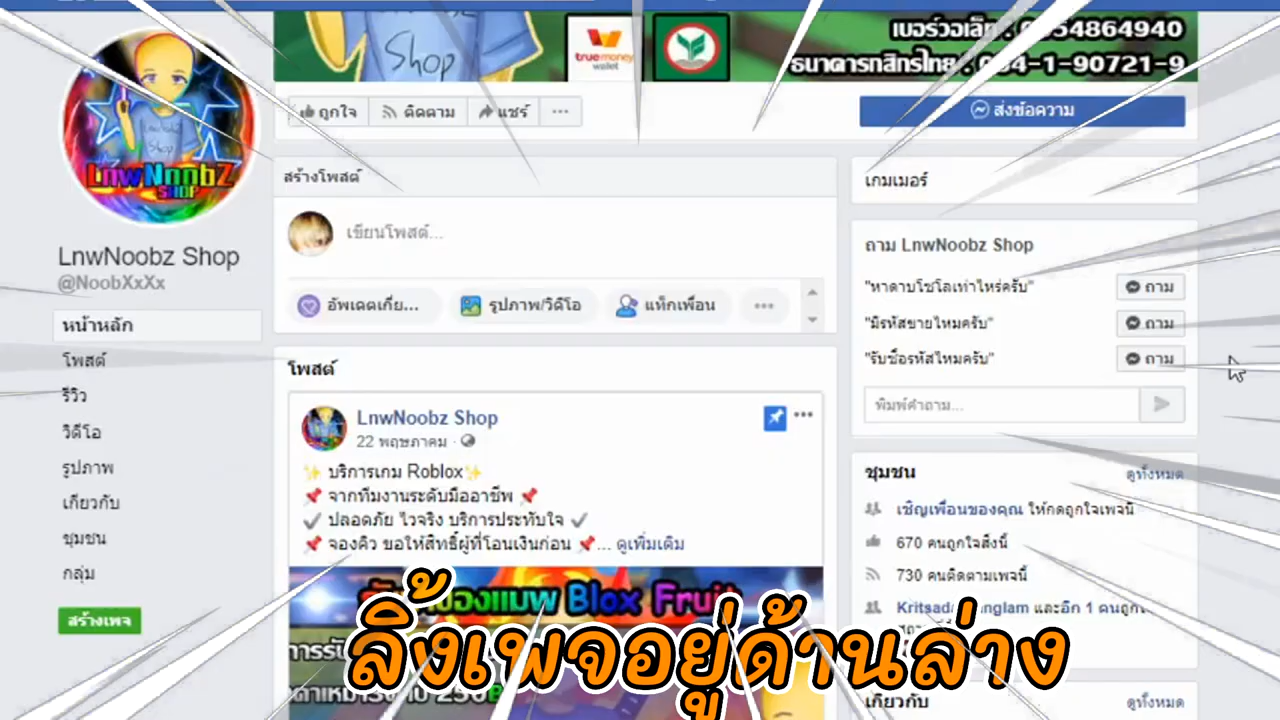 Shop
truemoney
wallet
เบอร์วอเล็ท
54864940
ธนาคารกสิกรไทย
4-1-90721-9
ถูกใจ
ติดตาม
แชร์
ส่งข้อความ
LnwNoobZ
SHOP
LnwNoobz Shop
@NoobXxXx
หน้าหลัก
โพสต์
รีวิว
วิดีโอ
รูปภาพ
เกี่ยวกับ
ชุมชน
กลุ่ม
สร้างเพจ
สร้างโพสต์
เขียนโพสต์...
อัพเดตเกี่ย...
รูปภาพ/วิดีโอ
แท็กเพื่อน
โพสต์
LnwNoobz Shop
22 พฤษภาคม ·
✨ บริการเกม Roblox✨
📌 จากทีมงานระดับมืออาชีพ 📌
✔ ปลอดภัย ไวจริง บริการประทับใจ ✔
📌 จองคิว ขอให้สิทธิ์ผู้ที่โอนเงินก่อน 📌... ดูเพิ่มเติม
Blox Fruit
เกมเมอร์
ถาม LnwNoobz Shop
"หาดาบโซโลเท่าไหร่ครับ"
ถาม
"มีรหัสขายไหมครับ"
ถาม
"รับซื้อรหัสไหมครับ"
ถาม
พิมพ์คำถาม...
ชุมชน
ดูทั้งหมด
เชิญเพื่อนของคุณ ให้กดถูกใจเพจนี้
670 คนถูกใจสิ่งนี้
730 คนติดตามเพจนี้
และอีก 1 คน
เกี่ยวกับ
ดูทั้งหมด
ลิ้งเพจอยู่ด้านล่าง